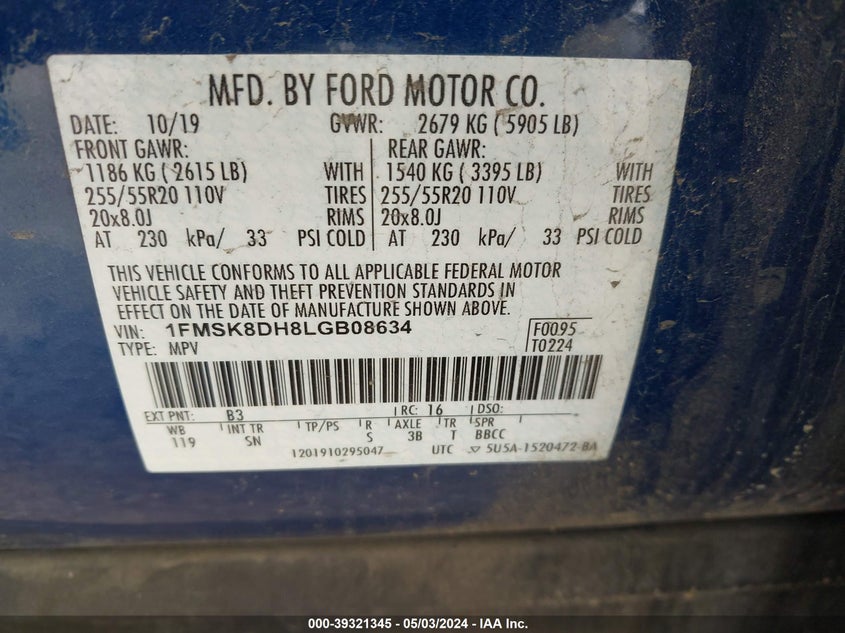 MFD. BY FORD MOTOR CO.
DATE: 10/19 GVWR: 2679 KG ( 5905 LB)
FRONT GAWR: REAR GAWR:
1186 KG ( 2615 LB) WITH 1540 KG ( 3395 LB) WITH
255/55R20 110V TIRES 255/55R20 110V TIRES
20x8.0J RIMS 20x8.0J RIMS
AT 230 kPa/ 33 PSI COLD AT 230 kPa/ 33 PSI COLD
THIS VEHICLE CONFORMS TO ALL APPLICABLE FEDERAL MOTOR
VEHICLE SAFETY AND THEFT PREVENTION STANDARDS IN
EFFECT ON THE DATE OF MANUFACTURE SHOWN ABOVE.
VIN: 1FMSK8DH8LGB08634 F0095
TYPE: MPV T0224
EXT PNT: B3 RC: 16 DSO:
WB INT TR TP/PS R AXLE TR SPR
119 SN S 3B T BBCC
1201910295047 UTC 5U5A-1520472-BA
000-39321345 / 05/03/2024 - IAA Inc.